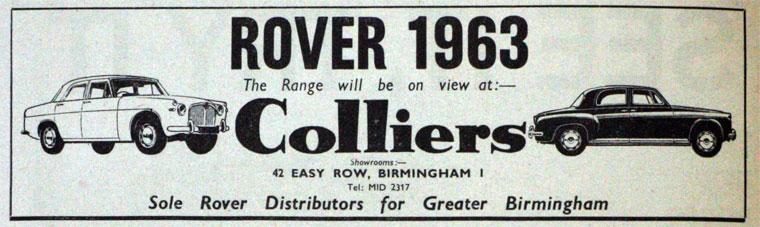 ROVER 1963
The Range will be on view at:—
Colliers
Showrooms:—
42 EASY ROW, BIRMINGHAM 1
Tel: MID 2317
Sole Rover Distributors for Greater Birmingham